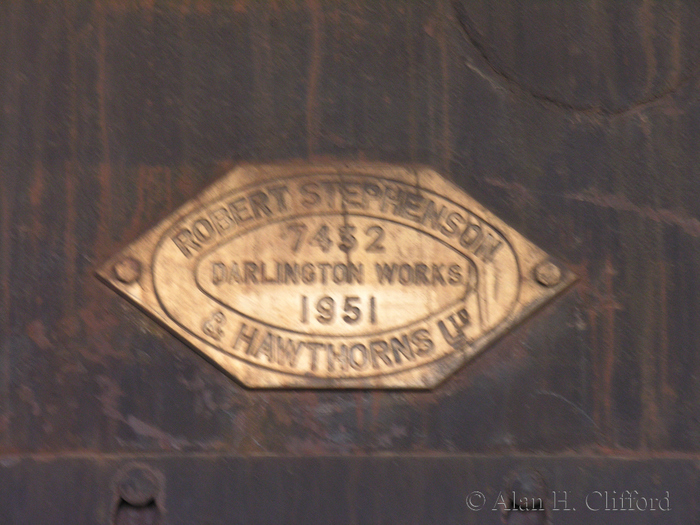 ROBERT STEPHENSON
7452
DARLINGTON WORKS
1951
& HAWTHORNS LTD
© Alan H. Clifford